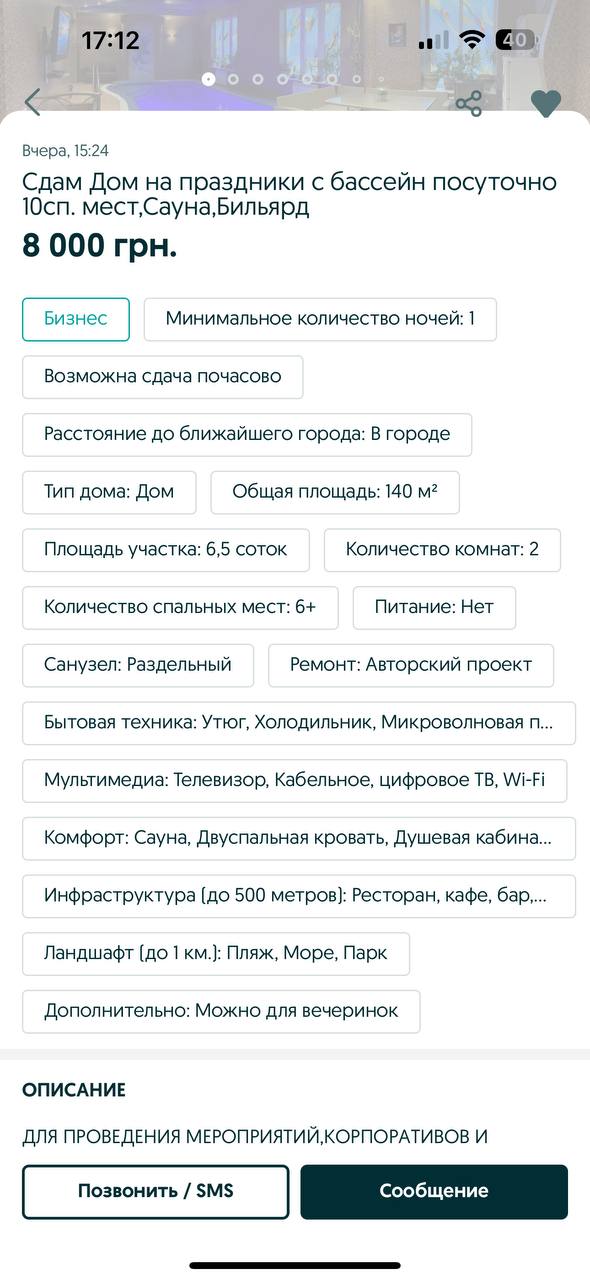 17:12
40
Вчера, 15:24
Сдам Дом на праздники с бассейн посуточно
10сп. мест,Сауна,Бильярд
8 000 грн.
Бизнес
Минимальное количество ночей: 1
Возможна сдача почасово
Расстояние до ближайшего города: В городе
Тип дома: Дом
Общая площадь: 140 м²
Площадь участка: 6,5 соток
Количество комнат: 2
Количество спальных мест: 6+
Питание: Нет
Санузел: Раздельный
Ремонт: Авторский проект
Бытовая техника: Утюг, Холодильник, Микроволновая п...
Мультимедиа: Телевизор, Кабельное, цифровое ТВ, Wi-Fi
Комфорт: Сауна, Двуспальная кровать, Душевая кабина...
Инфраструктура (до 500 метров): Ресторан, кафе, бар,...
Ландшафт (до 1 км.): Пляж, Море, Парк
Дополнительно: Можно для вечеринок
ОПИСАНИЕ
ДЛЯ ПРОВЕДЕНИЯ МЕРОПРИЯТИЙ,КОРПОРАТИВОВ И
Позвонить / SMS
Сообщение